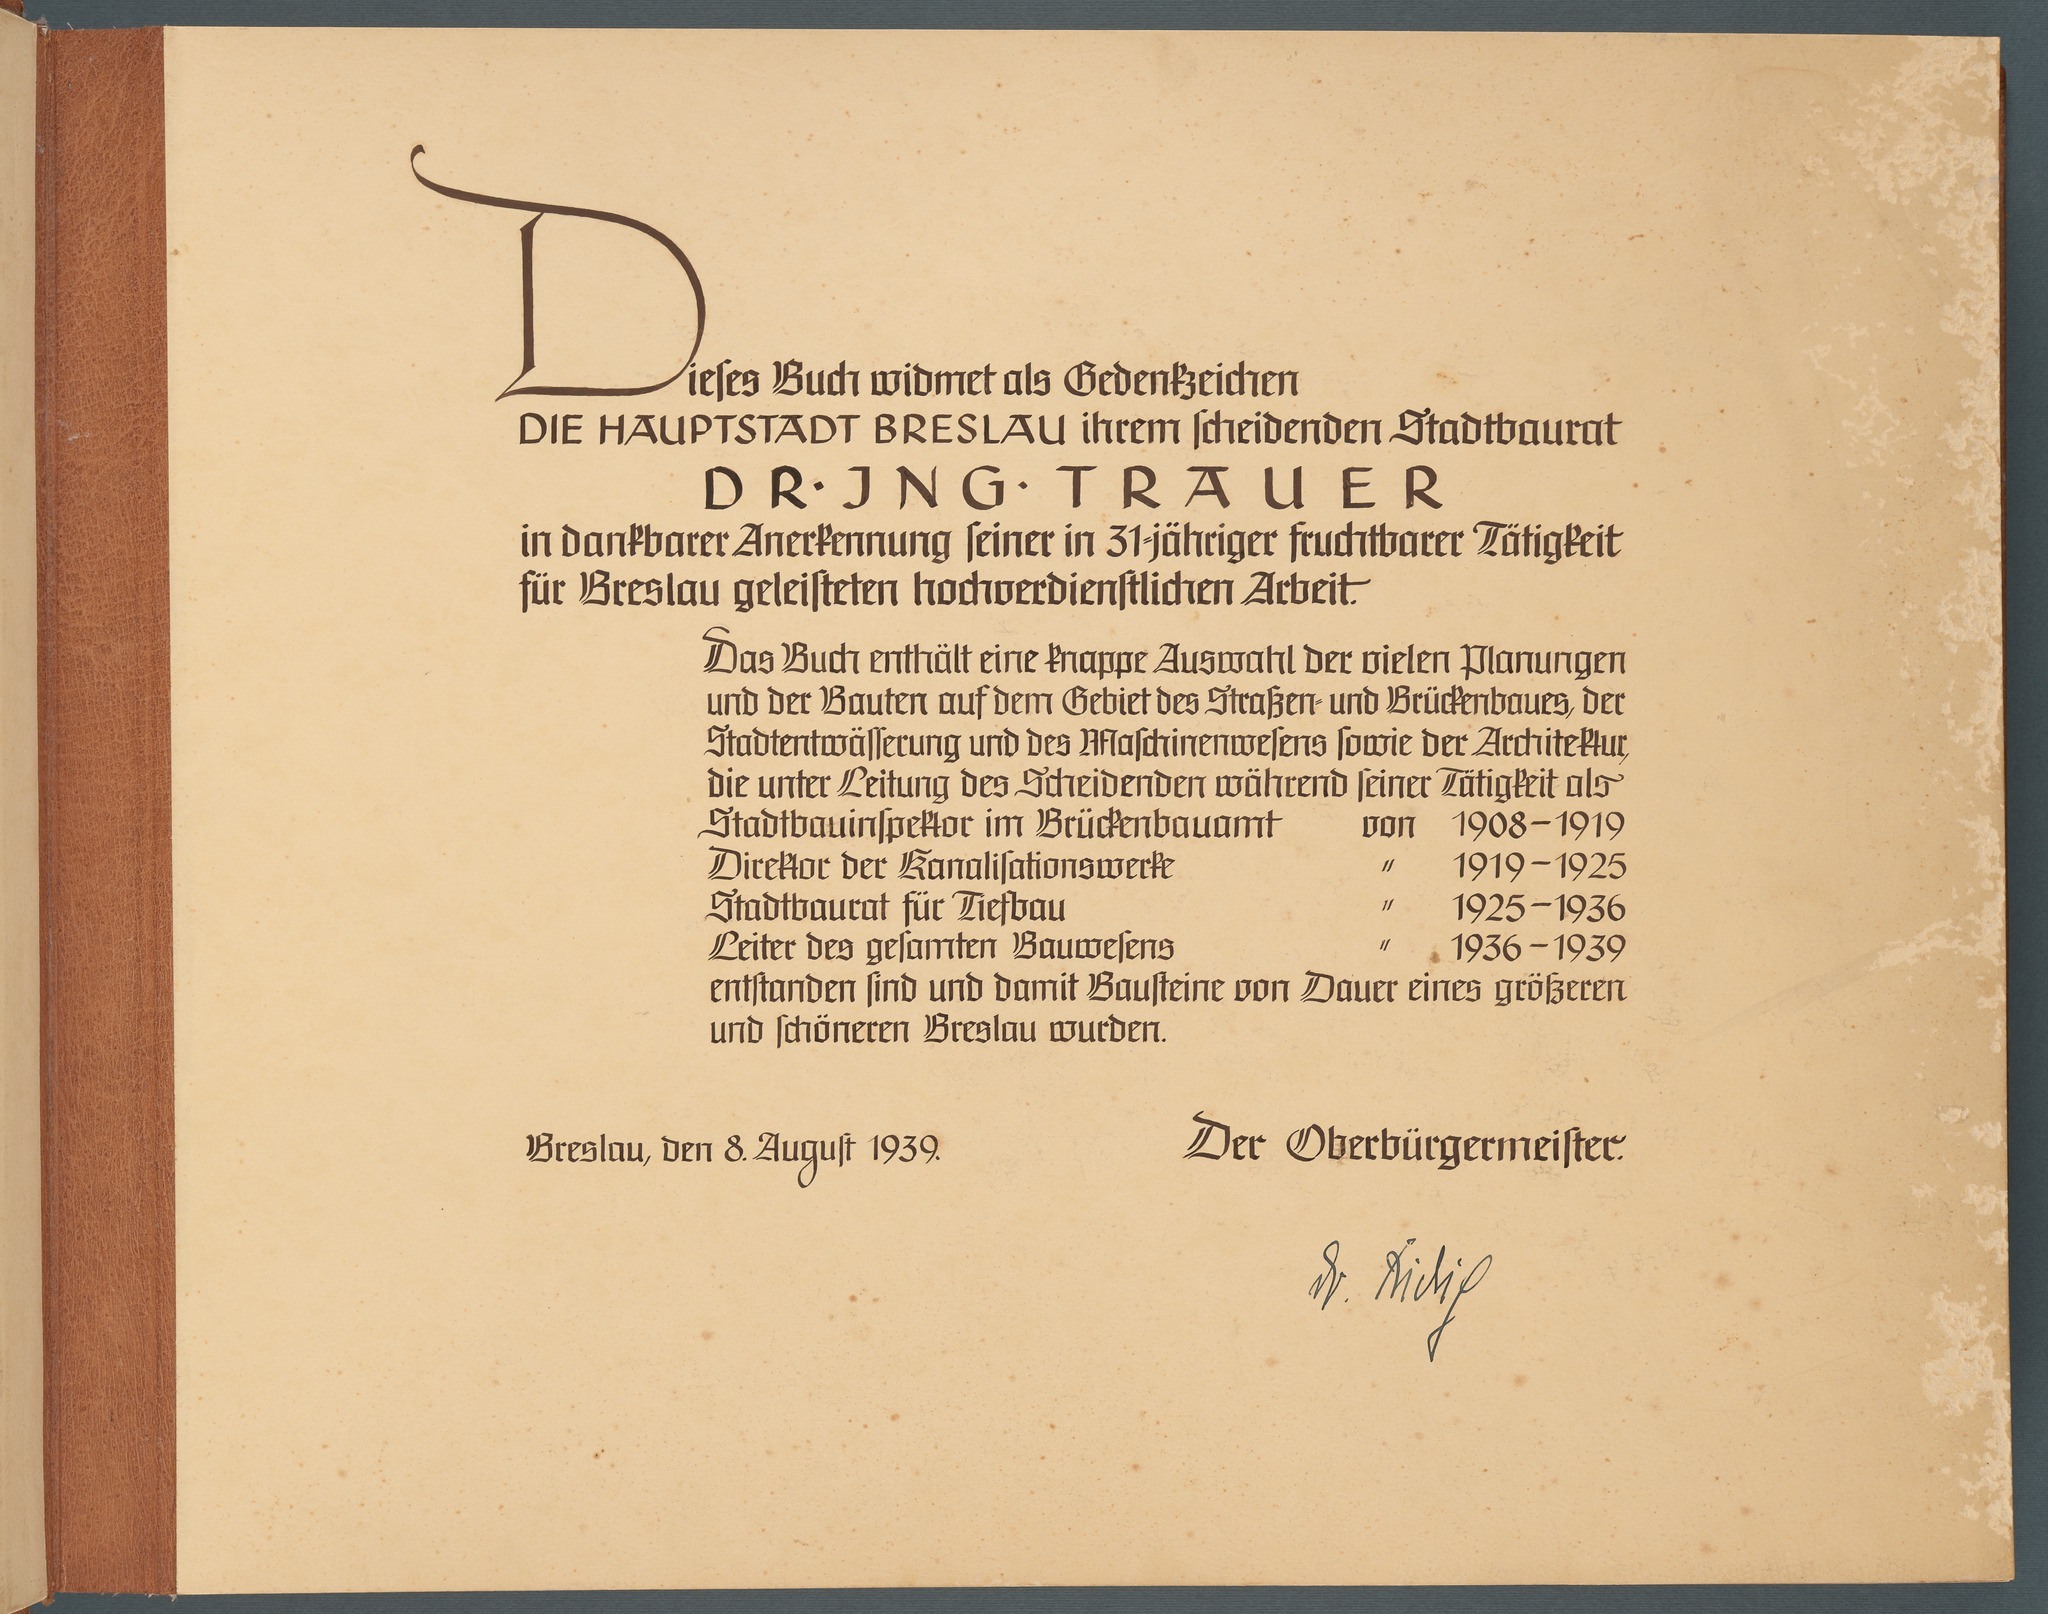 Dieses Buch widmet als Gedenkzeichen
DIE HAUPTSTADT BRESLAU ihrem scheidenden Stadtbaurat
DR·JNG·TRAUER
in dankbarer Anerkennung seiner in 31-jähriger fruchtbarer Tätigkeit
für Breslau geleisteten hochverdienstlichen Arbeit.
Das Buch enthält eine knappe Auswahl der vielen Planungen
und der Bauten auf dem Gebiet des Straßen- und Brückenbaues, der
Stadtentwässerung und des Maschinenwesens sowie der Architektur,
die unter Leitung des Scheidenden während seiner Tätigkeit als
Stadtbauinspektor im Brückenbauamt von 1908–1919
Direktor der Kanalisationswerke " 1919–1925
Stadtbaurat für Tiefbau " 1925–1936
Leiter des gesamten Bauwesens " 1936–1939
entstanden sind und damit Bausteine von Dauer eines größeren
und schöneren Breslau wurden.
Breslau, den 8. August 1939.
Der Oberbürgermeister.
Dr.